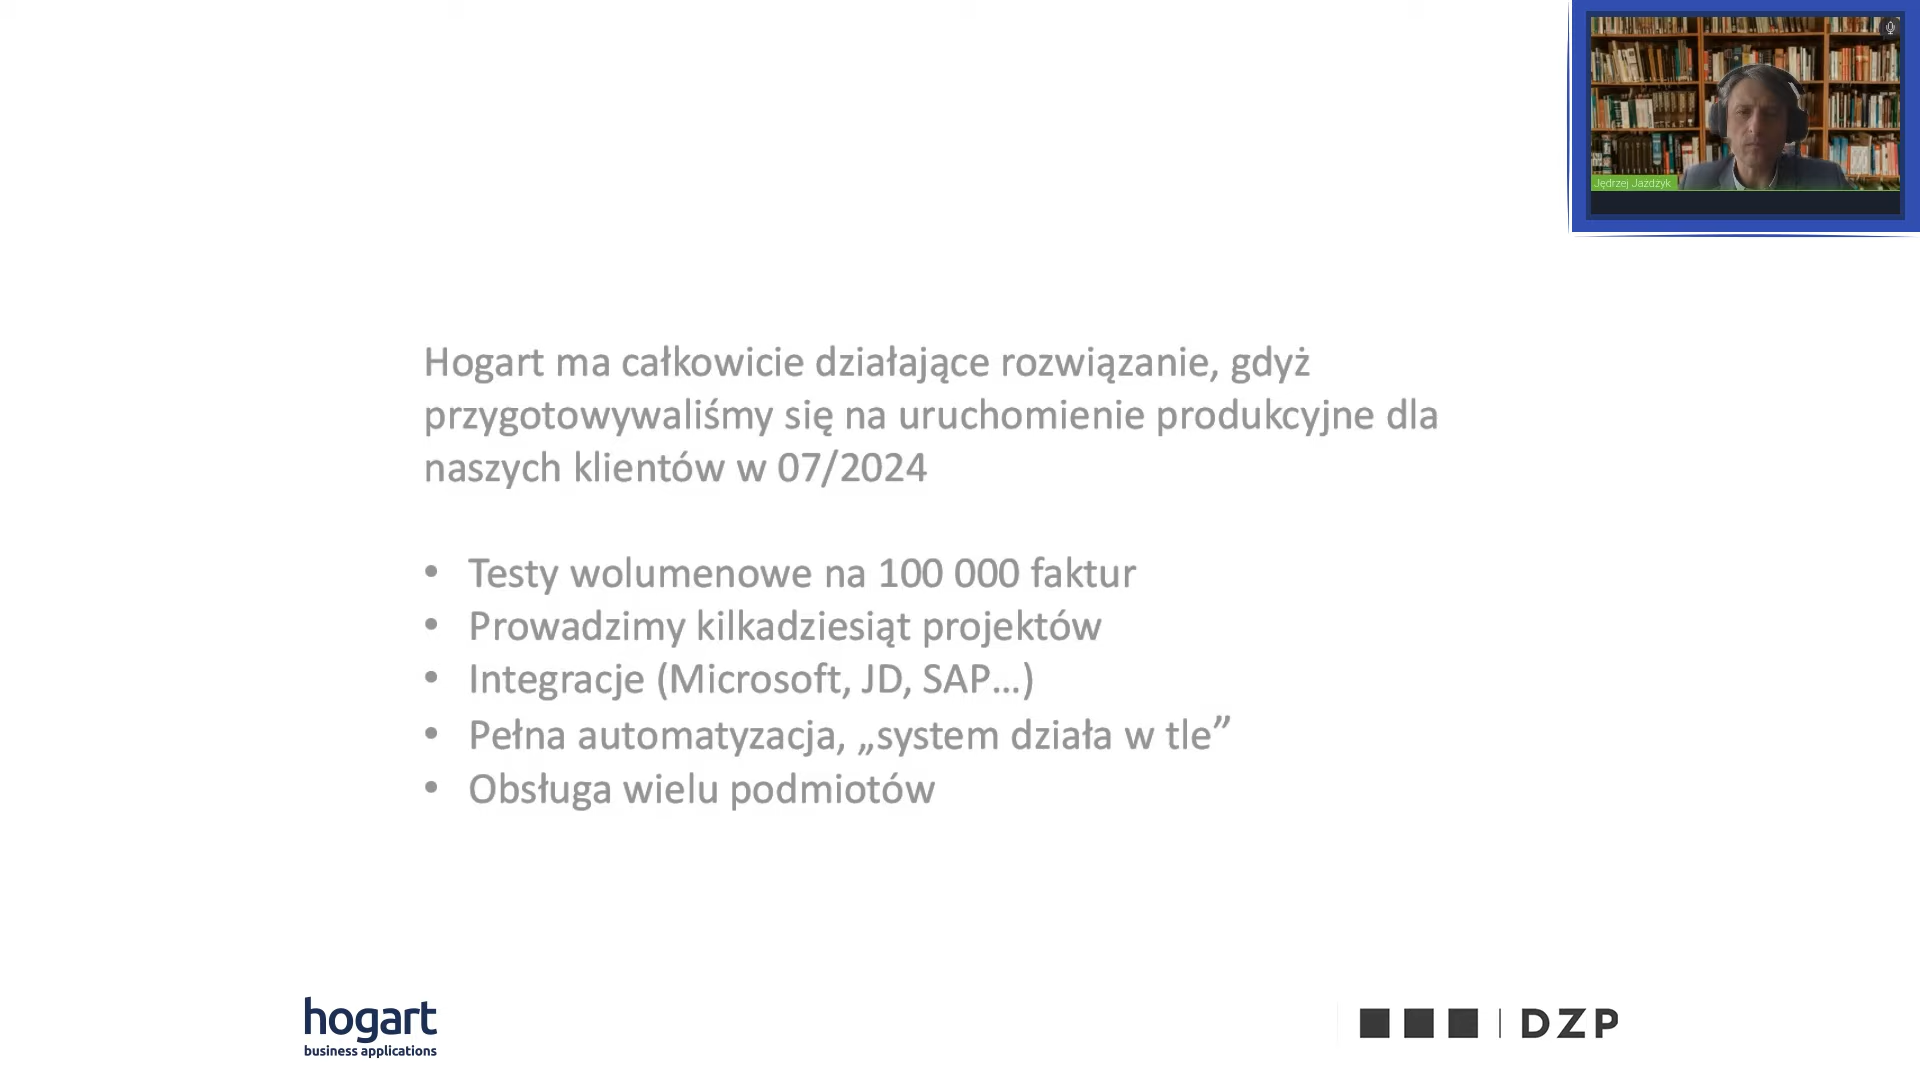 Jędrzej Jażdżyk
Hogart ma całkowicie działające rozwiązanie, gdyż
przygotowywaliśmy się na uruchomienie produkcyjne dla
naszych klientów w 07/2024
• Testy wolumenowe na 100 000 faktur
• Prowadzimy kilkadziesiąt projektów
• Integracje (Microsoft, JD, SAP...)
• Pełna automatyzacja, „system działa w tle”
• Obsługa wielu podmiotów
hogart
business applications
DZP